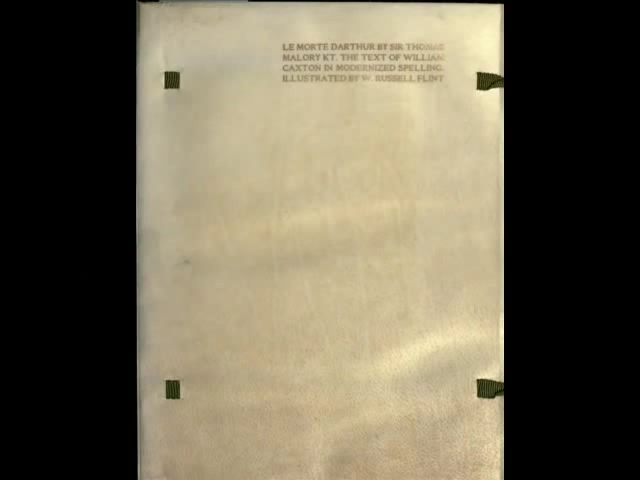 LE MORTE DARTHUR BY SIR THOMAS
MALORY KT. THE TEXT OF WILLIAM
CAXTON IN MODERNIZED SPELLING.
ILLUSTRATED BY W. RUSSELL FLINT